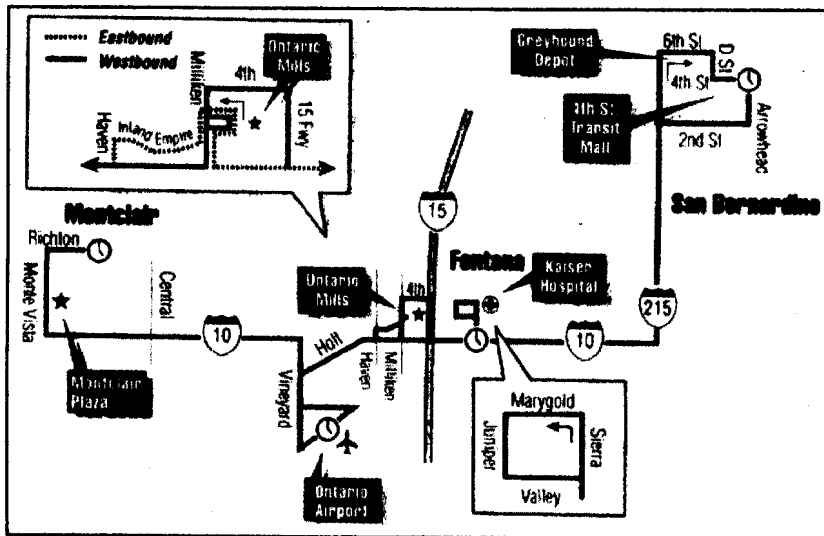 Eastbound
Westbound
Ontario
Mills
Milliken
4th
Haven
Inland Empire
15 Fwy
Greyhound
Depot
6th St
D St
4th St
4th St
Transit
Mall
2nd St
Arrowheac
Montclair
Richton
Monte Vista
Central
Montclair
Plaza
10
Holt
Vineyard
Ontario
Airport
Ontario
Mills
4th
Haven
Milliken
15
Fontana
Kaiser
Hospital
10
215
San Bernardino
Marygold
Juniper
Sierra
Valley